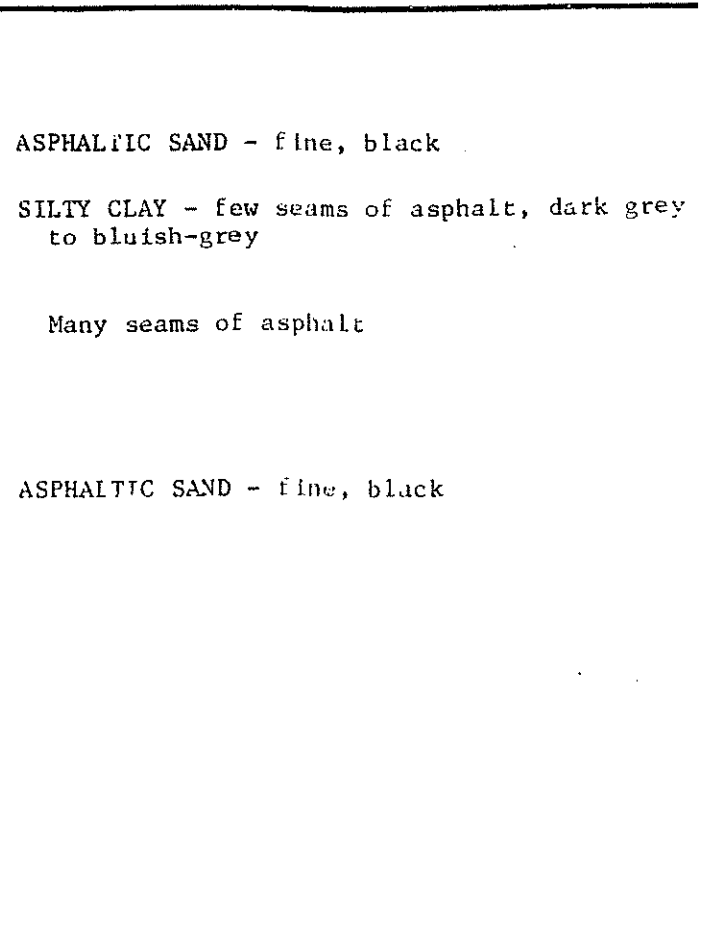 ASPHALTIC SAND - fine, black
SILTY CLAY - few seams of asphalt, dark grey
to bluish-grey
Many seams of asphalt
ASPHALTIC SAND - fine, black